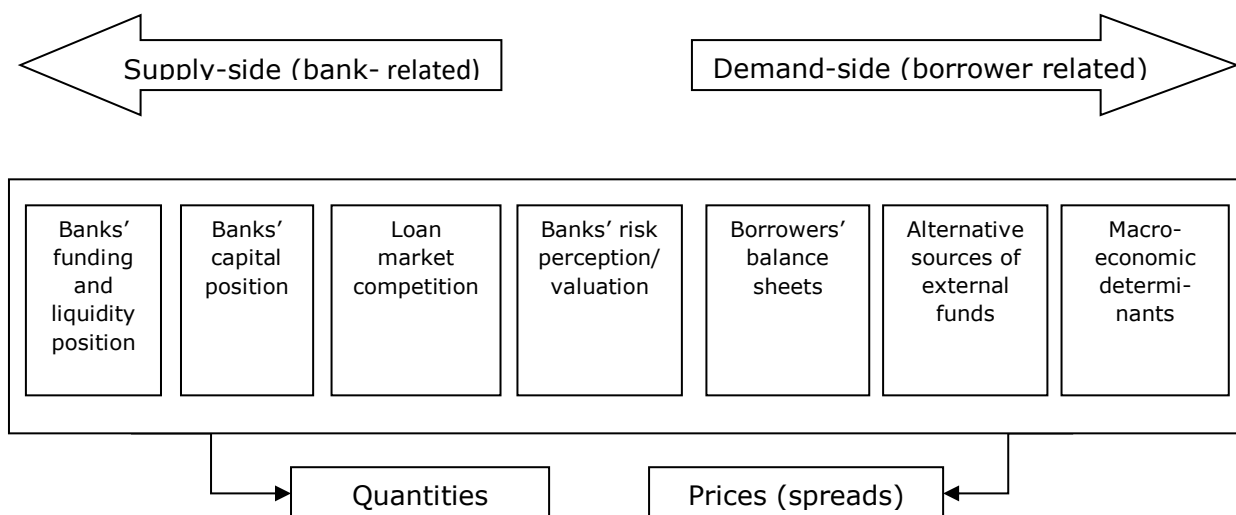 Supply-side (bank- related)
Demand-side (borrower related)
Banks’
funding
and
liquidity
position
Banks’
capital
position
Loan
market
competition
Banks’ risk
perception/
valuation
Borrowers’
balance
sheets
Alternative
sources of
external
funds
Macro-
economic
determi-
nants
Quantities
Prices (spreads)